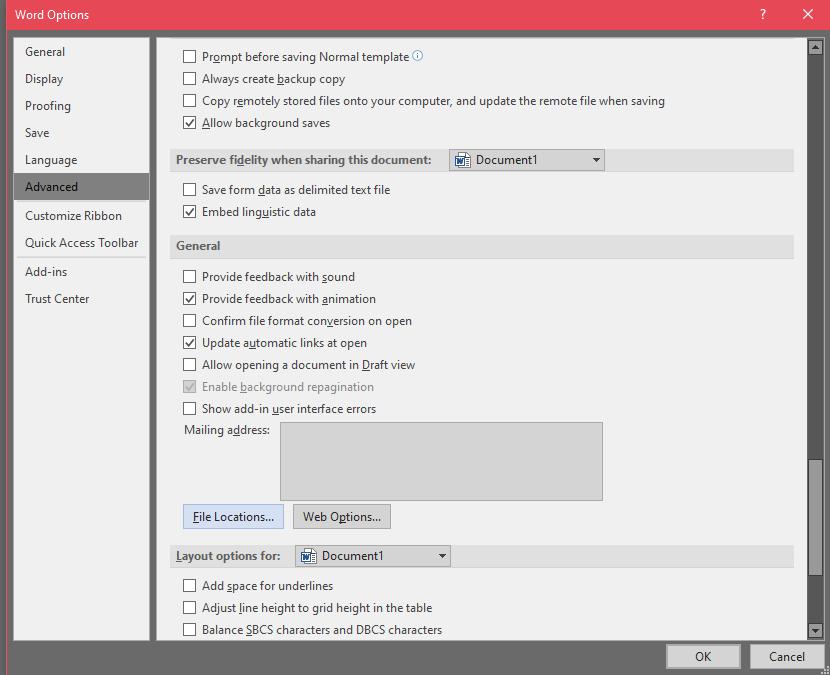 Word Options
?
General
Display
Proofing
Save
Language
Advanced
Customize Ribbon
Quick Access Toolbar
Add-ins
Trust Center
Prompt before saving Normal template
Always create backup copy
Copy remotely stored files onto your computer, and update the remote file when saving
Allow background saves
Preserve fidelity when sharing this document: Document1
Save form data as delimited text file
Embed linguistic data
General
Provide feedback with sound
Provide feedback with animation
Confirm file format conversion on open
Update automatic links at open
Allow opening a document in Draft view
Enable background repagination
Show add-in user interface errors
Mailing address:
File Locations... Web Options...
Layout options for: Document1
Add space for underlines
Adjust line height to grid height in the table
Balance SBCS characters and DBCS characters
OK Cancel